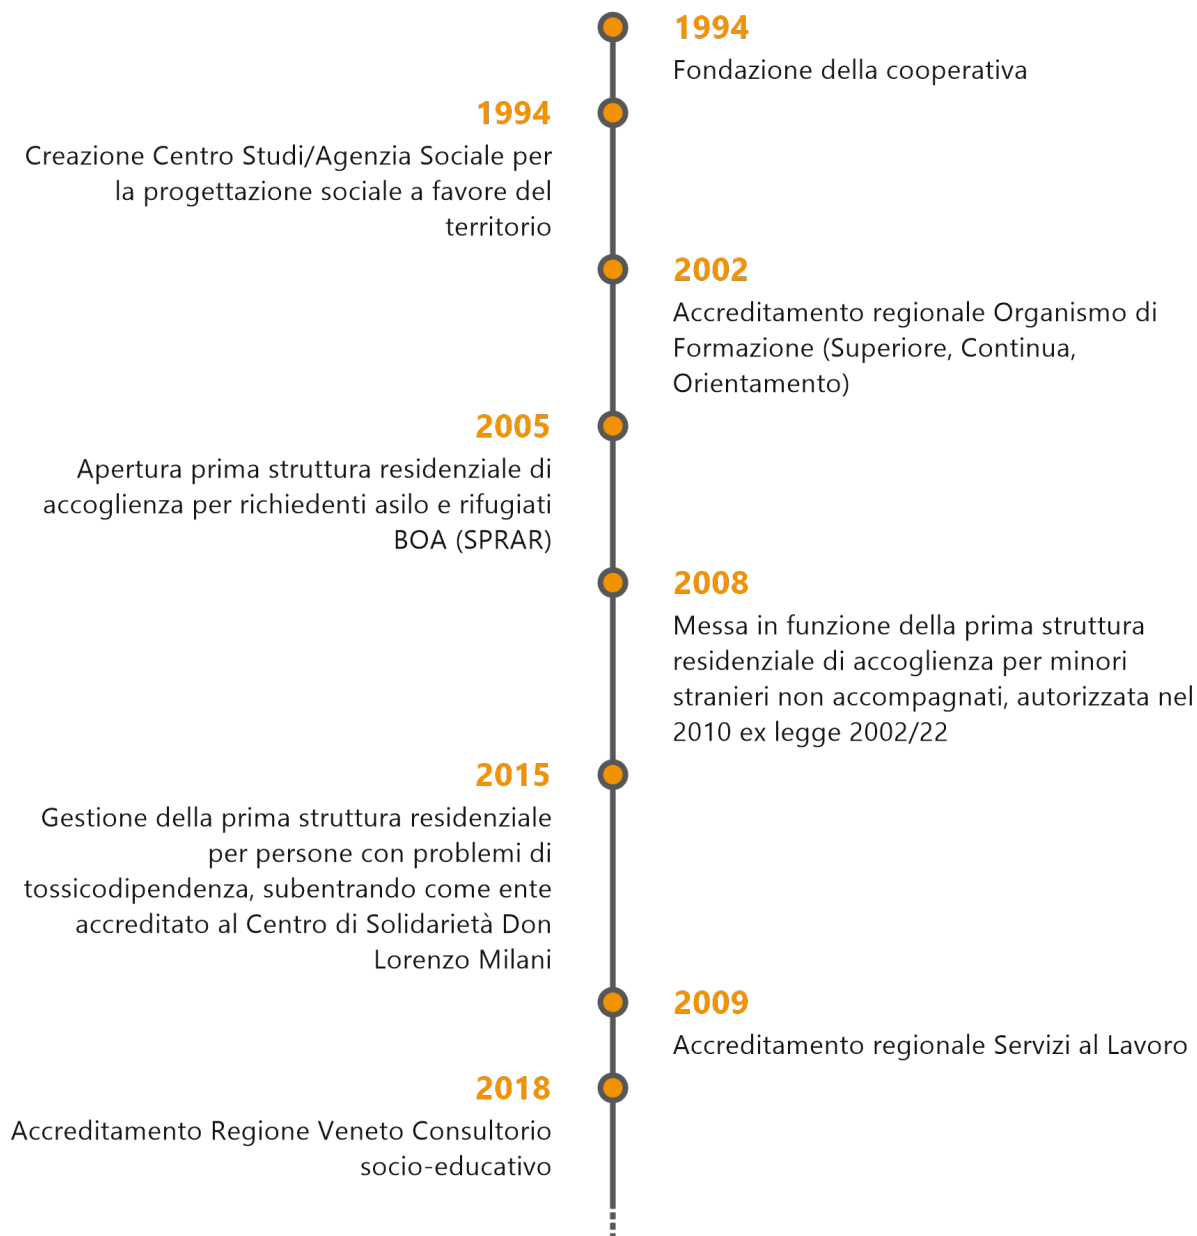 1994
Fondazione della cooperativa
1994
Creazione Centro Studi/Agenzia Sociale per
la progettazione sociale a favore del
territorio
2002
Accreditamento regionale Organismo di
Formazione (Superiore, Continua,
Orientamento)
2005
Apertura prima struttura residenziale di
accoglienza per richiedenti asilo e rifugiati
BOA (SPRAR)
2008
Messa in funzione della prima struttura
residenziale di accoglienza per minori
stranieri non accompagnati, autorizzata nel
2010 ex legge 2002/22
2015
Gestione della prima struttura residenziale
per persone con problemi di
tossicodipendenza, subentrando come ente
accreditato al Centro di Solidarietà Don
Lorenzo Milani
2009
Accreditamento regionale Servizi al Lavoro
2018
Accreditamento Regione Veneto Consultorio
socio-educativo